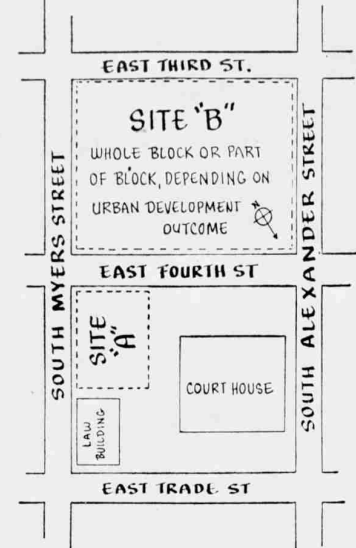 EAST THIRD ST.
SITE "B"
WHOLE BLOCK OR PART
OF BLOCK, DEPENDING ON
URBAN DEVELOPMENT
OUTCOME
SOUTH MYERS STREET
SOUTH ALEXANDER STREET
EAST FOURTH ST
SITE
"A"
COURT HOUSE
LAW
BUILDING
EAST TRADE ST